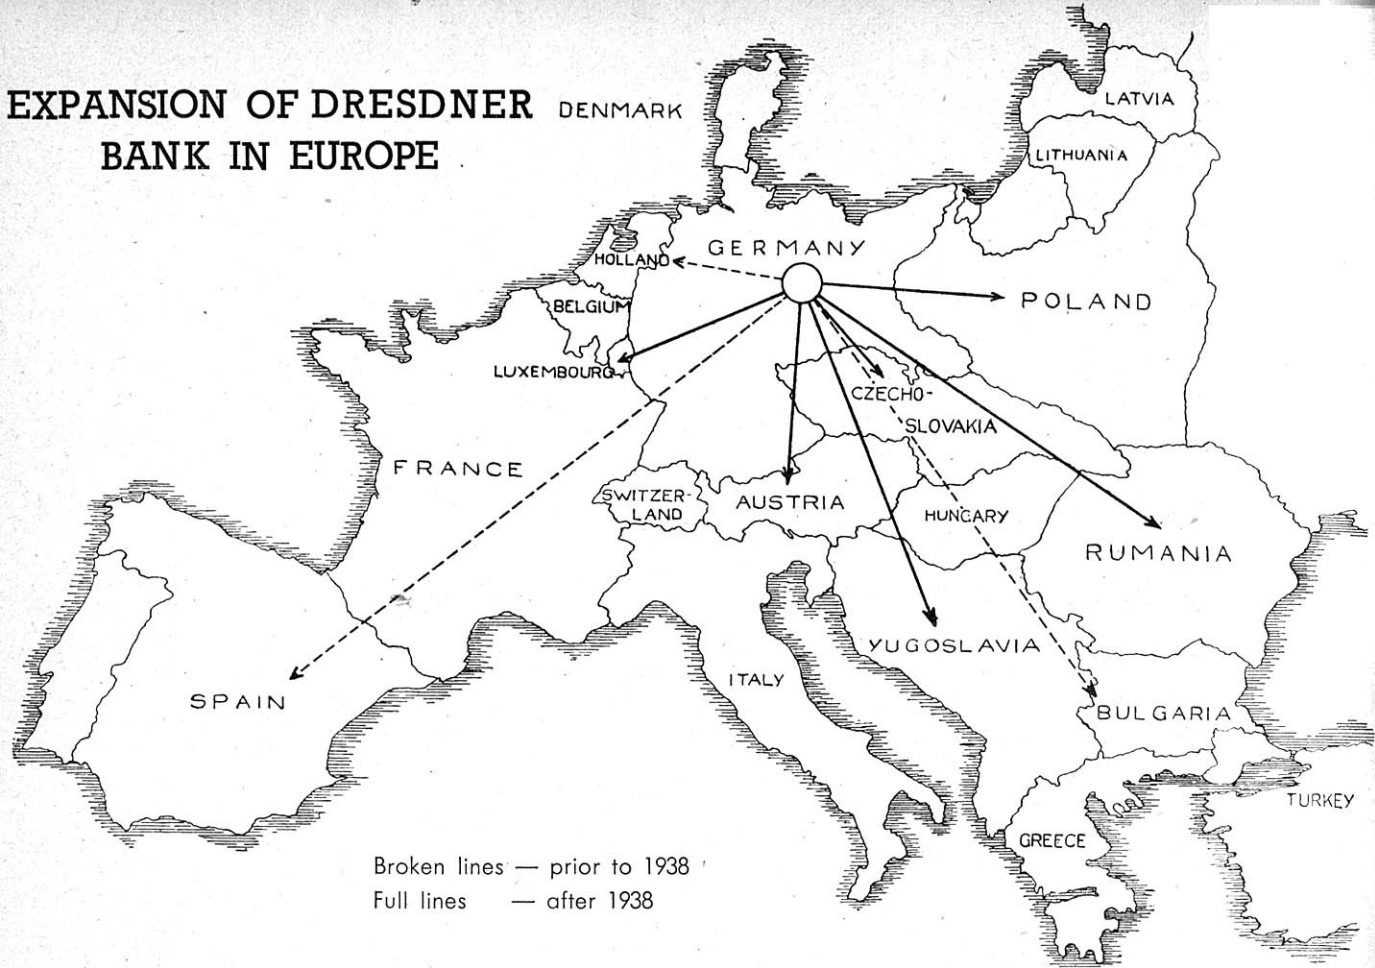 EXPANSION OF DRESDNER
BANK IN EUROPE
DENMARK
LATVIA
LITHUANIA
GERMANY
HOLLAND
BELGIUM
POLAND
LUXEMBOURG
CZECHO-
SLOVAKIA
FRANCE
SWITZER-
LAND
AUSTRIA
HUNGARY
RUMANIA
YUGOSLAVIA
ITALY
SPAIN
BULGARIA
TURKEY
GREECE
Broken lines — prior to 1938
Full lines — after 1938